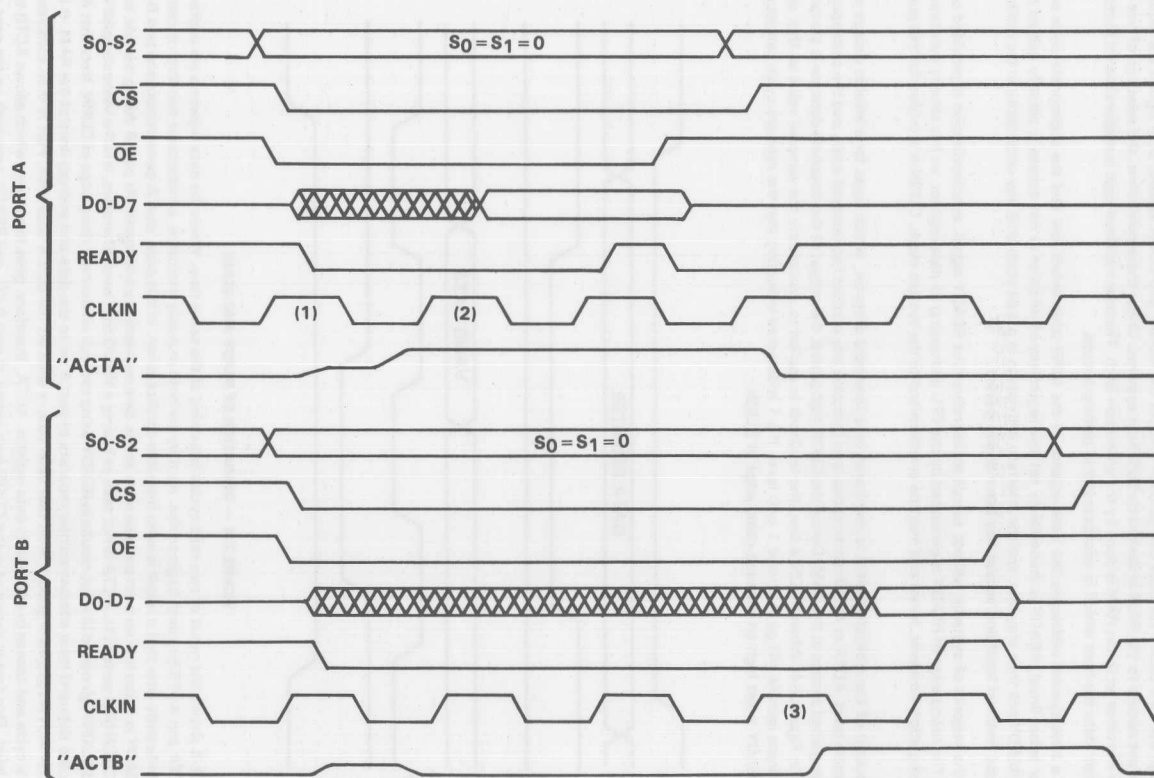 PORT A
S0-S2
S0 = S1 = 0
CS
OE
D0-D7
READY
CLKIN
(1)
(2)
"ACTA"
PORT B
S0-S2
S0 = S1 = 0
CS
OE
D0-D7
READY
CLKIN
(3)
"ACTB"